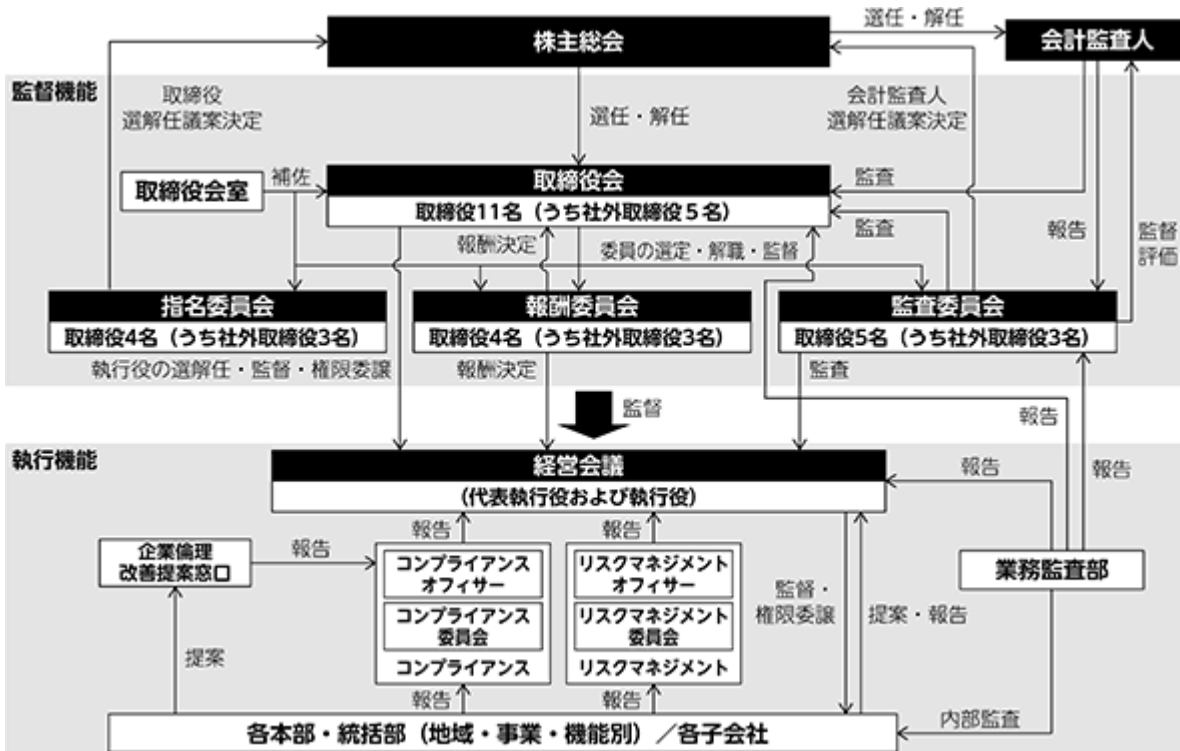 株主総会
選任・解任
会計監査人
監督機能
取締役
選解任議案決定
選任・解任
会計監査人
選解任議案決定
取締役会室
補佐
取締役会
取締役11名（うち社外取締役５名）
監査
監査
報告
監督
評価
報酬決定
委員の選定・解職・監督
指名委員会
取締役4名（うち社外取締役3名）
報酬委員会
取締役4名（うち社外取締役3名）
監査委員会
取締役5名（うち社外取締役3名）
執行役の選解任・監督・権限委譲
報酬決定
監査
監督
報告
執行機能
経営会議
（代表執行役および執行役）
報告
報告
報告
報告
企業倫理
改善提案窓口
報告
コンプライアンス
オフィサー
コンプライアンス
委員会
コンプライアンス
リスクマネジメント
オフィサー
リスクマネジメント
委員会
リスクマネジメント
監督・
権限委譲
提案・報告
業務監査部
提案
報告
報告
内部監査
各本部・統括部（地域・事業・機能別）／各子会社